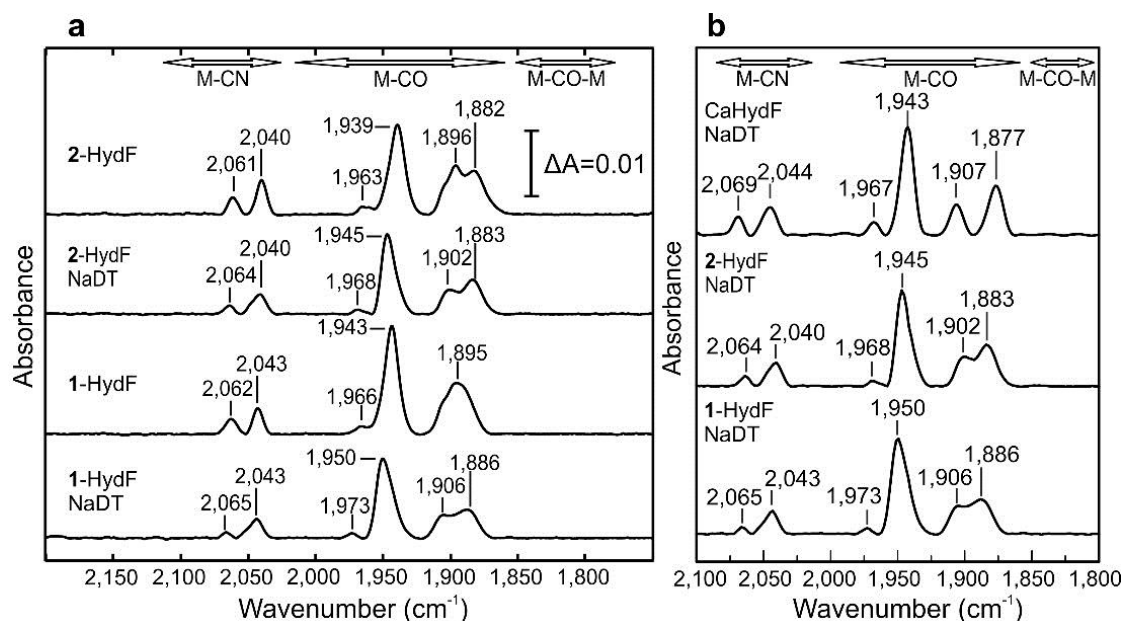 a
M-CN M-CO M-CO-M
2-HydF
2,061 2,040 1,963 1,939 1,896 1,882
ΔA=0.01
2-HydF
NaDT
2,064 2,040 1,968 1,945 1,902 1,883
1-HydF
2,062 2,043 1,966 1,943 1,895
1-HydF
NaDT
2,065 2,043 1,973 1,950 1,906 1,886
Absorbance
2,150 2,100 2,050 2,000 1,950 1,900 1,850 1,800
Wavenumber (cm⁻¹)
b
M-CN M-CO M-CO-M
CaHydF
NaDT
2,069 2,044 1,967 1,943 1,907 1,877
2-HydF
NaDT
2,064 2,040 1,968 1,945 1,902 1,883
1-HydF
NaDT
2,065 2,043 1,973 1,950 1,906 1,886
Absorbance
2,100 2,050 2,000 1,950 1,900 1,850 1,800
Wavenumber (cm⁻¹)